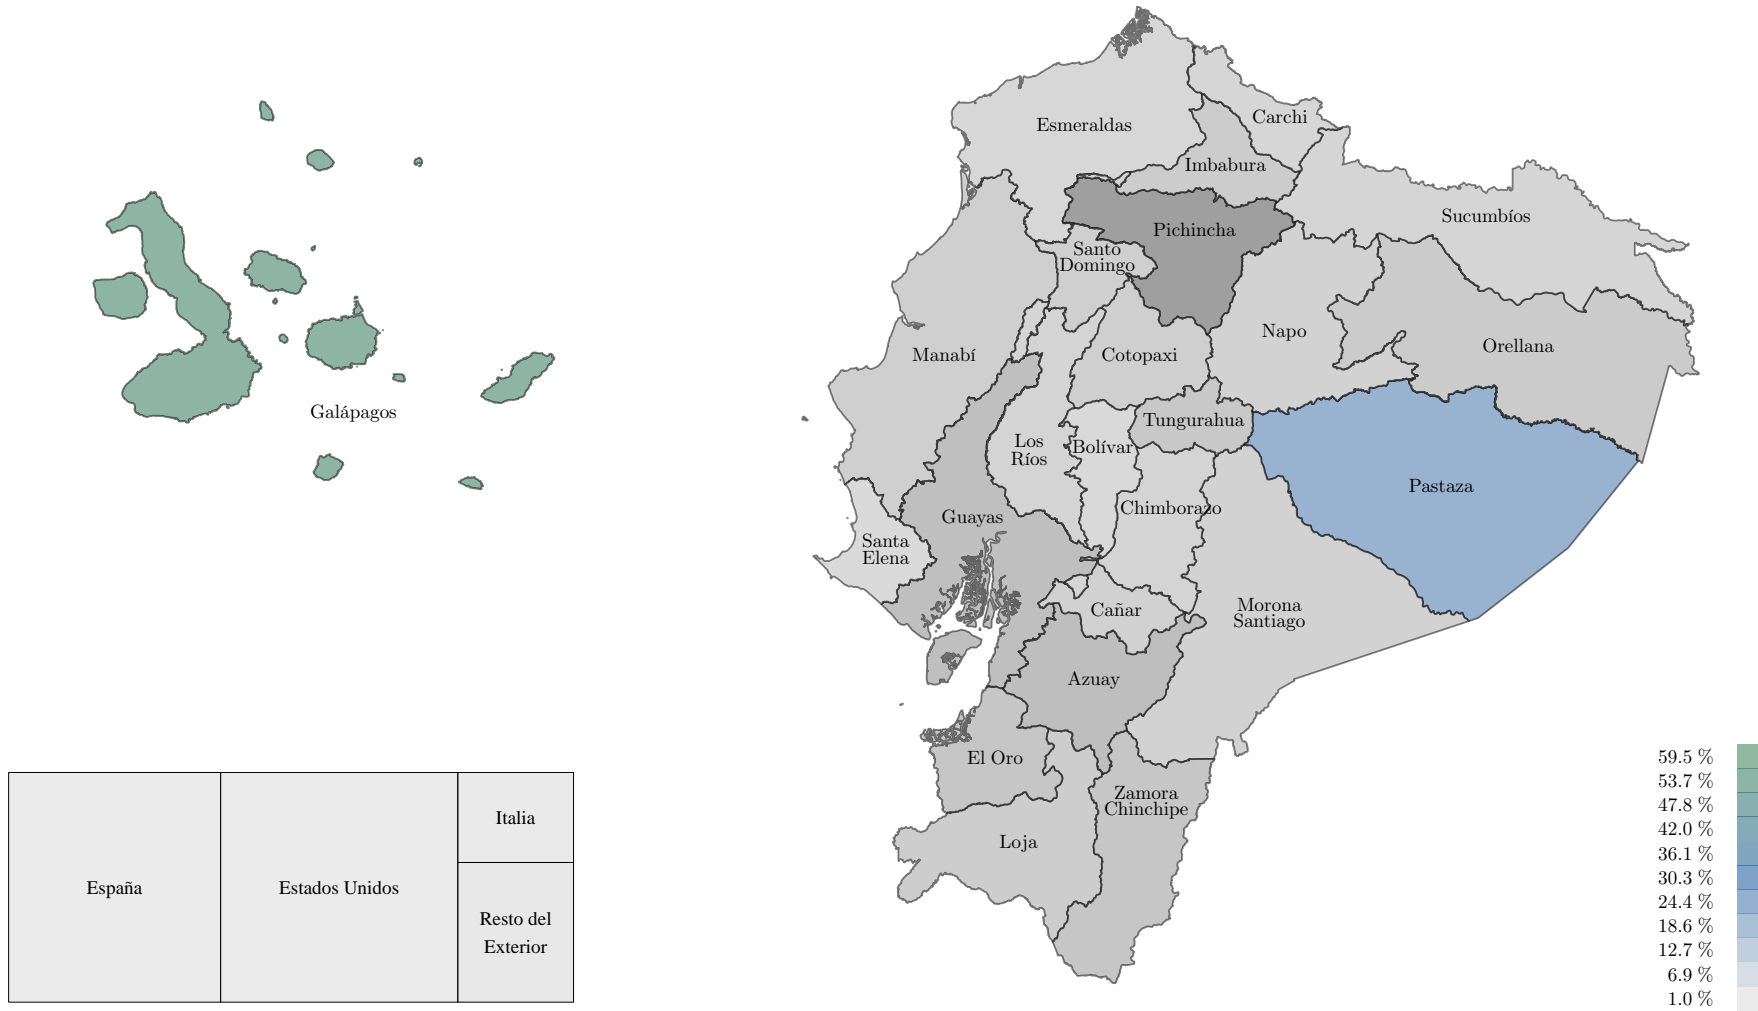 Esmeraldas
Carchi
Imbabura
Sucumbíos
Pichincha
Santo
Domingo
Napo
Orellana
Manabí
Cotopaxi
Galápagos
Tungurahua
Los
Ríos
Bolívar
Pastaza
Chimborazo
Guayas
Santa
Elena
Cañar
Morona
Santiago
Azuay
El Oro
Zamora
Chinchipe
Loja
España
Estados Unidos
Italia
Resto del
Exterior
59.5 %
53.7 %
47.8 %
42.0 %
36.1 %
30.3 %
24.4 %
18.6 %
12.7 %
6.9 %
1.0 %